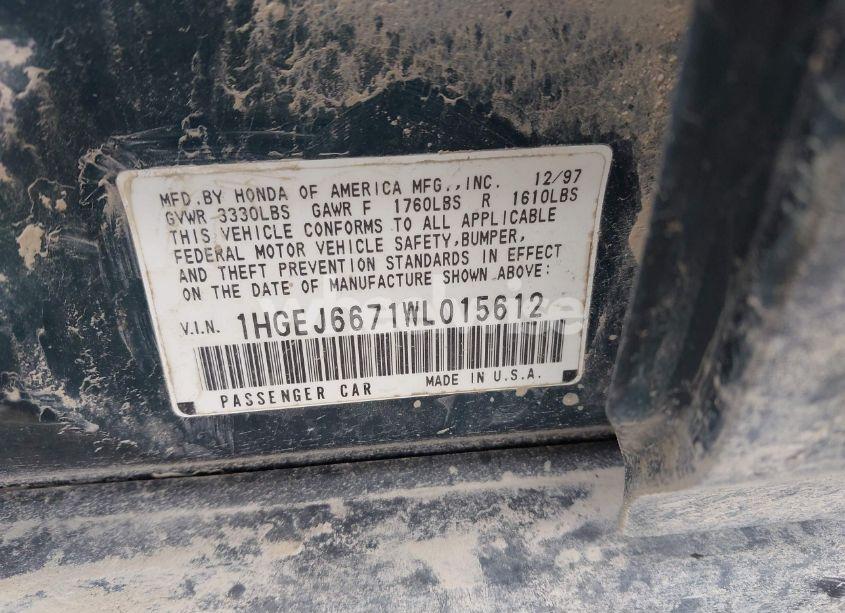 MFD.BY HONDA OF AMERICA MFG.,INC. 12/97
GVWR 3330LBS GAWR F 1760LBS R 1610LBS
THIS VEHICLE CONFORMS TO ALL APPLICABLE
FEDERAL MOTOR VEHICLE SAFETY,BUMPER,
AND THEFT PREVENTION STANDARDS IN EFFECT
ON THE DATE OF MANUFACTURE SHOWN ABOVE:
V.I.N. 1HGEJ6671WL015612
PASSENGER CAR MADE IN U.S.A.